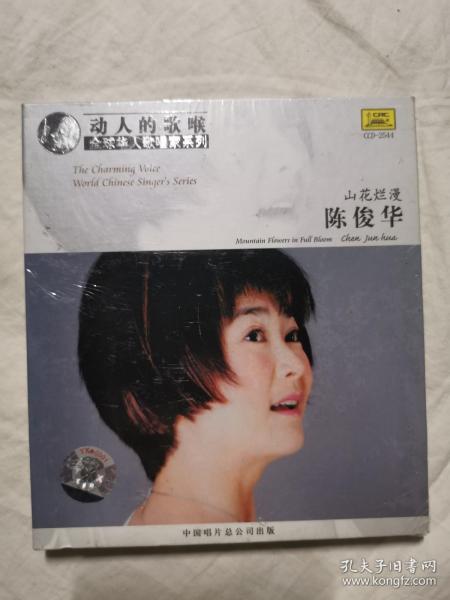 动人的歌喉
全球华人歌唱家系列
The Charming Voice
World Chinese Singer's Series
CRC
CCD-2544
山花烂漫
陈俊华
Mountain Flowers in Full Bloom Chen Jun hua
中国唱片总公司出版
孔夫子旧书网
www.kongfz.com